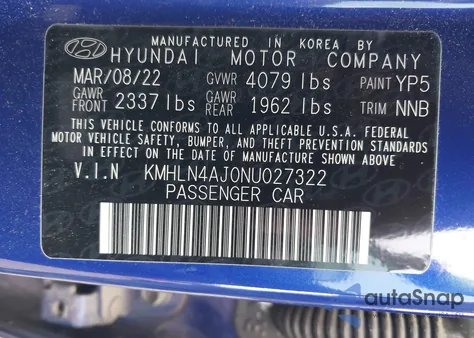 MANUFACTURED IN KOREA BY
HYUNDAI MOTOR COMPANY
MAR/08/22 GVWR 4079 lbs PAINT YP5
GAWR FRONT 2337 lbs GAWR REAR 1962 lbs TRIM NNB
THIS VEHICLE CONFORMS TO ALL APPLICABLE U.S.A. FEDERAL
MOTOR VEHICLE SAFETY, BUMPER, AND THEFT PREVENTION STANDARDS
IN EFFECT ON THE DATE OF MANUFACTURE SHOWN ABOVE.
V.I.N KMHLN4AJ0NU027322
PASSENGER CAR
autoSnap